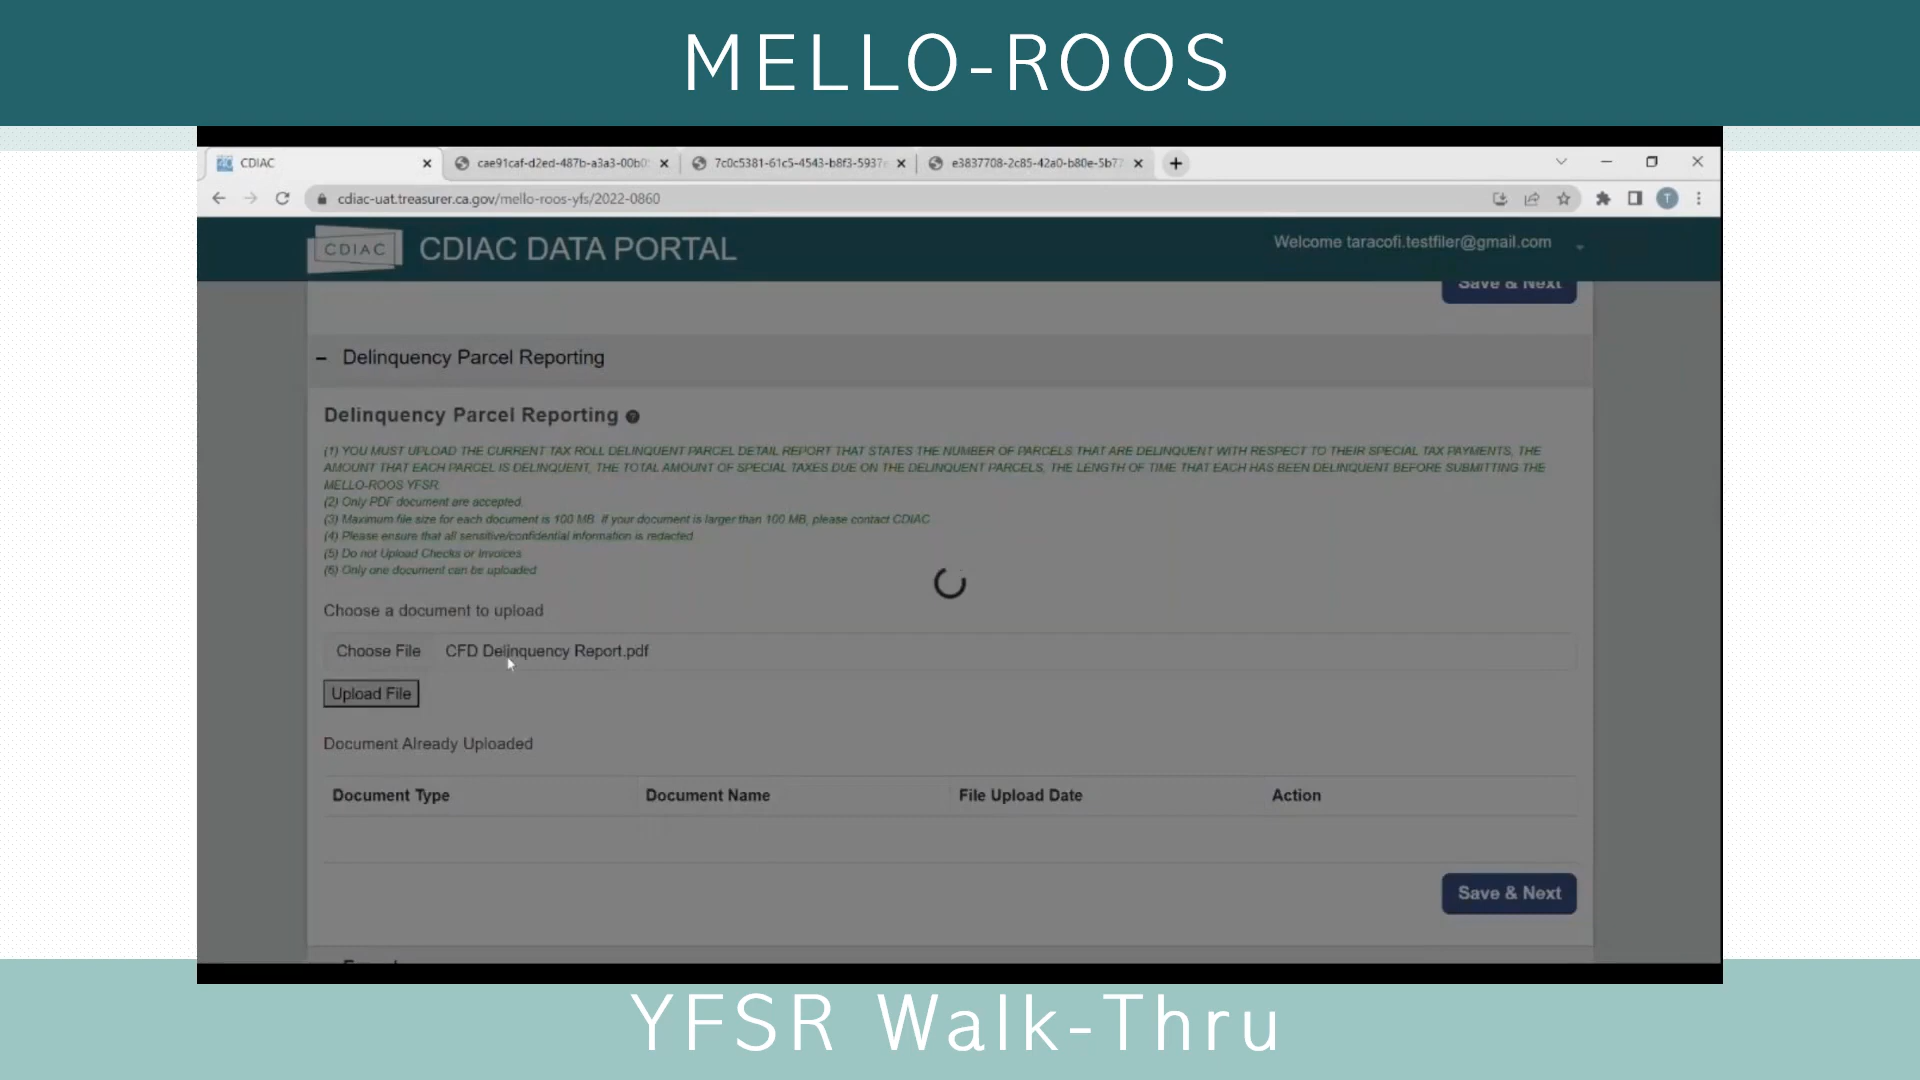 MELLO-ROOS
CDIAC
cae91caf-d2ed-487b-a3a3-00b0
7c0c5381-61c5-4543-b8f3-5937e
e3837708-2c85-42a0-b80e-5b77
cdiac-uat.treasurer.ca.gov/mello-roos-yfs/2022-0860
T
CDIAC
CDIAC DATA PORTAL
Welcome taracofi.testfiler@gmail.com
Save & Next
Delinquency Parcel Reporting
Delinquency Parcel Reporting
(1) YOU MUST UPLOAD THE CURRENT TAX ROLL DELINQUENT PARCEL DETAIL REPORT THAT STATES THE NUMBER OF PARCELS THAT ARE DELINQUENT WITH RESPECT TO THEIR SPECIAL TAX PAYMENTS, THE
AMOUNT THAT EACH PARCEL IS DELINQUENT, THE TOTAL AMOUNT OF SPECIAL TAXES DUE ON THE DELINQUENT PARCELS, THE LENGTH OF TIME THAT EACH HAS BEEN DELINQUENT BEFORE SUBMITTING THE
MELLO-ROOS YFSR.
(2) Only PDF document are accepted.
(3) Maximum file size for each document is 100 MB. If your document is larger than 100 MB, please contact CDIAC.
(4) Please ensure that all sensitive/confidential information is redacted.
(5) Do not Upload Checks or Invoices
(6) Only one document can be uploaded
Choose a document to upload
Choose File CFD Delinquency Report.pdf
Upload File
Document Already Uploaded
Document Type Document Name File Upload Date Action
Save & Next
YFSR Walk-Thru